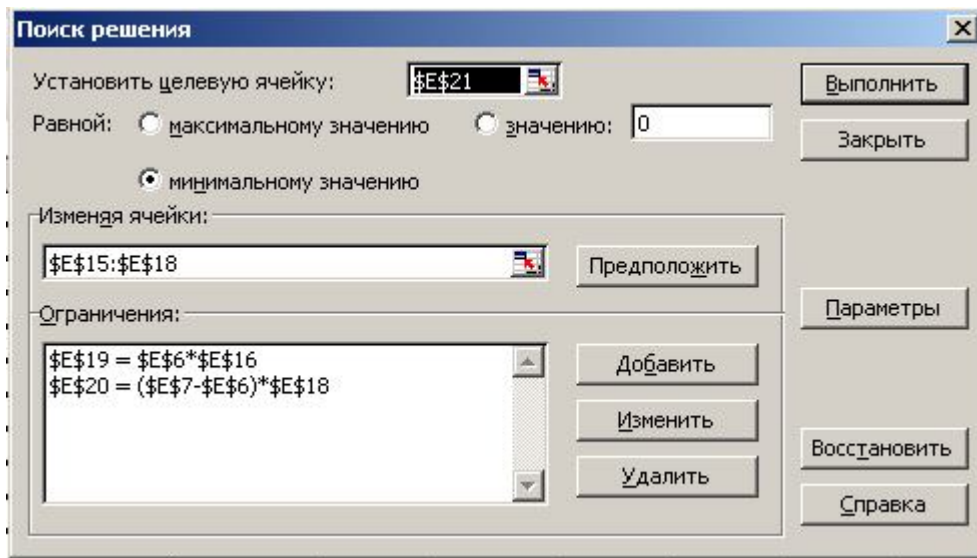 Поиск решения
Установить целевую ячейку: $E$21
Выполнить
Равной: максимальному значению значению: 0
Закрыть
минимальному значению
Изменяя ячейки:
$E$15:$E$18
Предположить
Параметры
Ограничения:
$E$19 = $E$6*$E$16
$E$20 = ($E$7-$E$6)*$E$18
Добавить
Изменить
Удалить
Восстановить
Справка